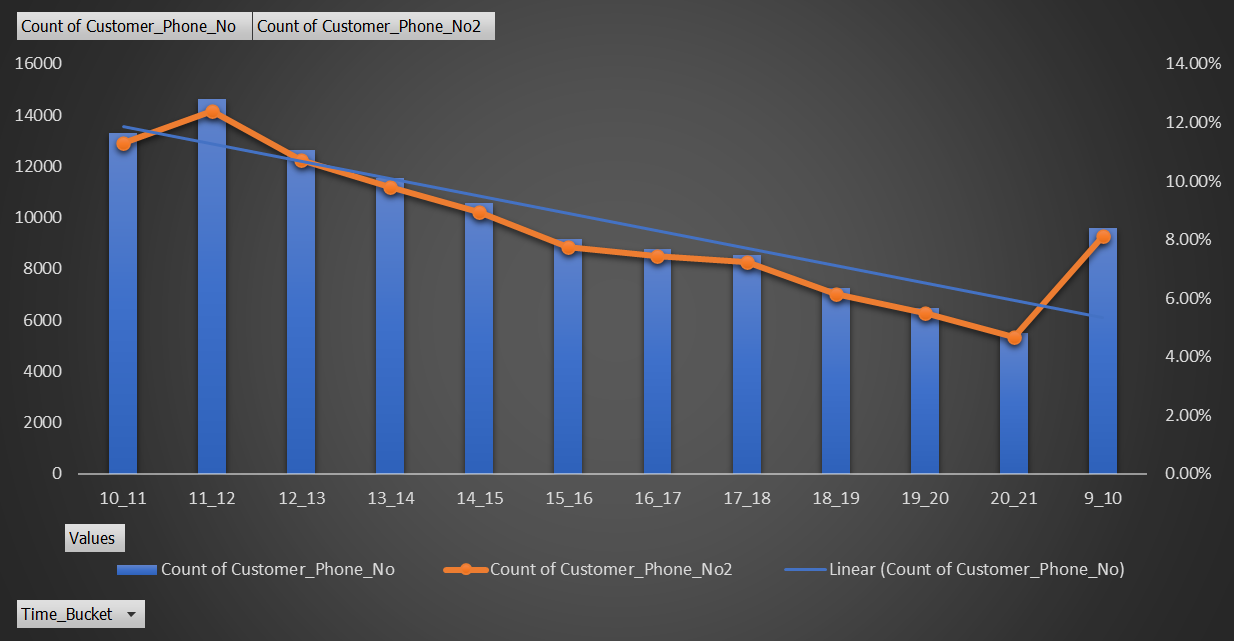 Count of Customer_Phone_No Count of Customer_Phone_No2
16000 14.00%
14000 12.00%
12000 10.00%
10000 8.00%
8000 6.00%
6000 4.00%
4000 2.00%
2000 0.00%
0
10_11 11_12 12_13 13_14 14_15 15_16 16_17 17_18 18_19 19_20 20_21 9_10
Values
Count of Customer_Phone_No Count of Customer_Phone_No2 Linear (Count of Customer_Phone_No)
Time_Bucket